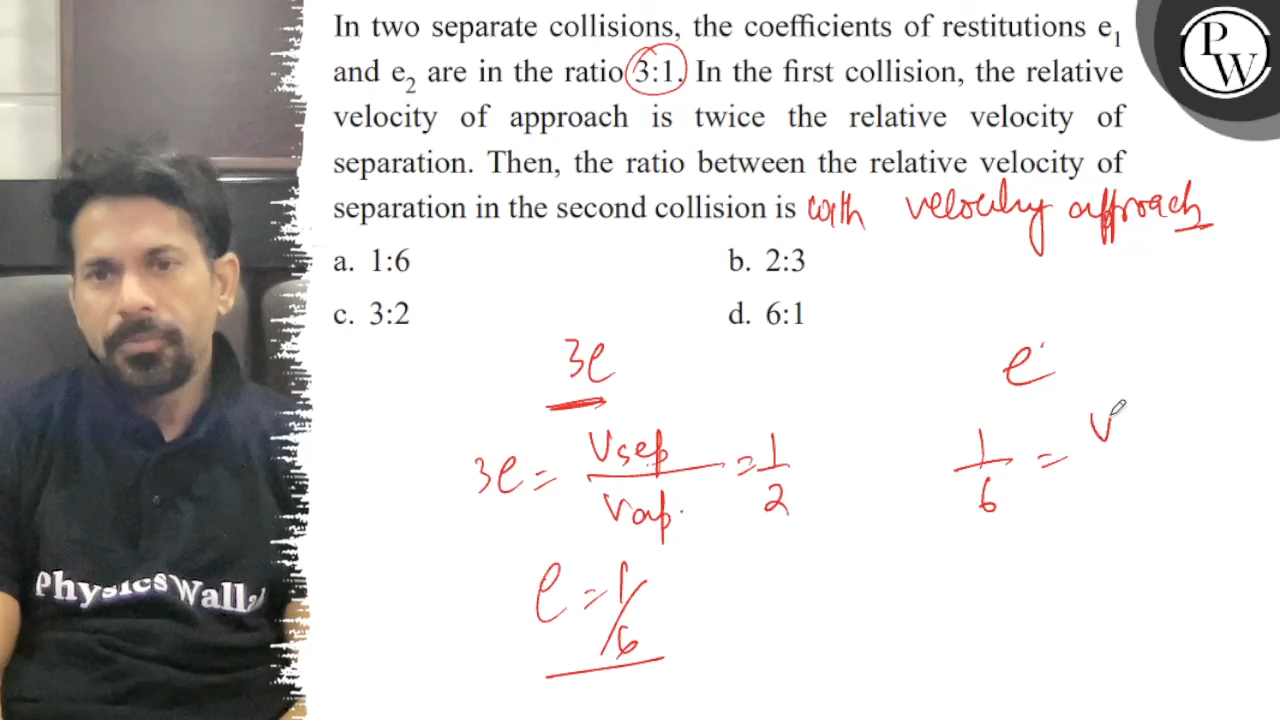 In two separate collisions, the coefficients of restitutions e₁
and e₂ are in the ratio 3:1. In the first collision, the relative
velocity of approach is twice the relative velocity of
separation. Then, the ratio between the relative velocity of
separation in the second collision is with velocity approach
a. 1:6 b. 2:3
c. 3:2 d. 6:1
3e e
3e = Vsep/Vap. = 1/2 1/6 = V
e = 1/6
PW
PhysicsWallah